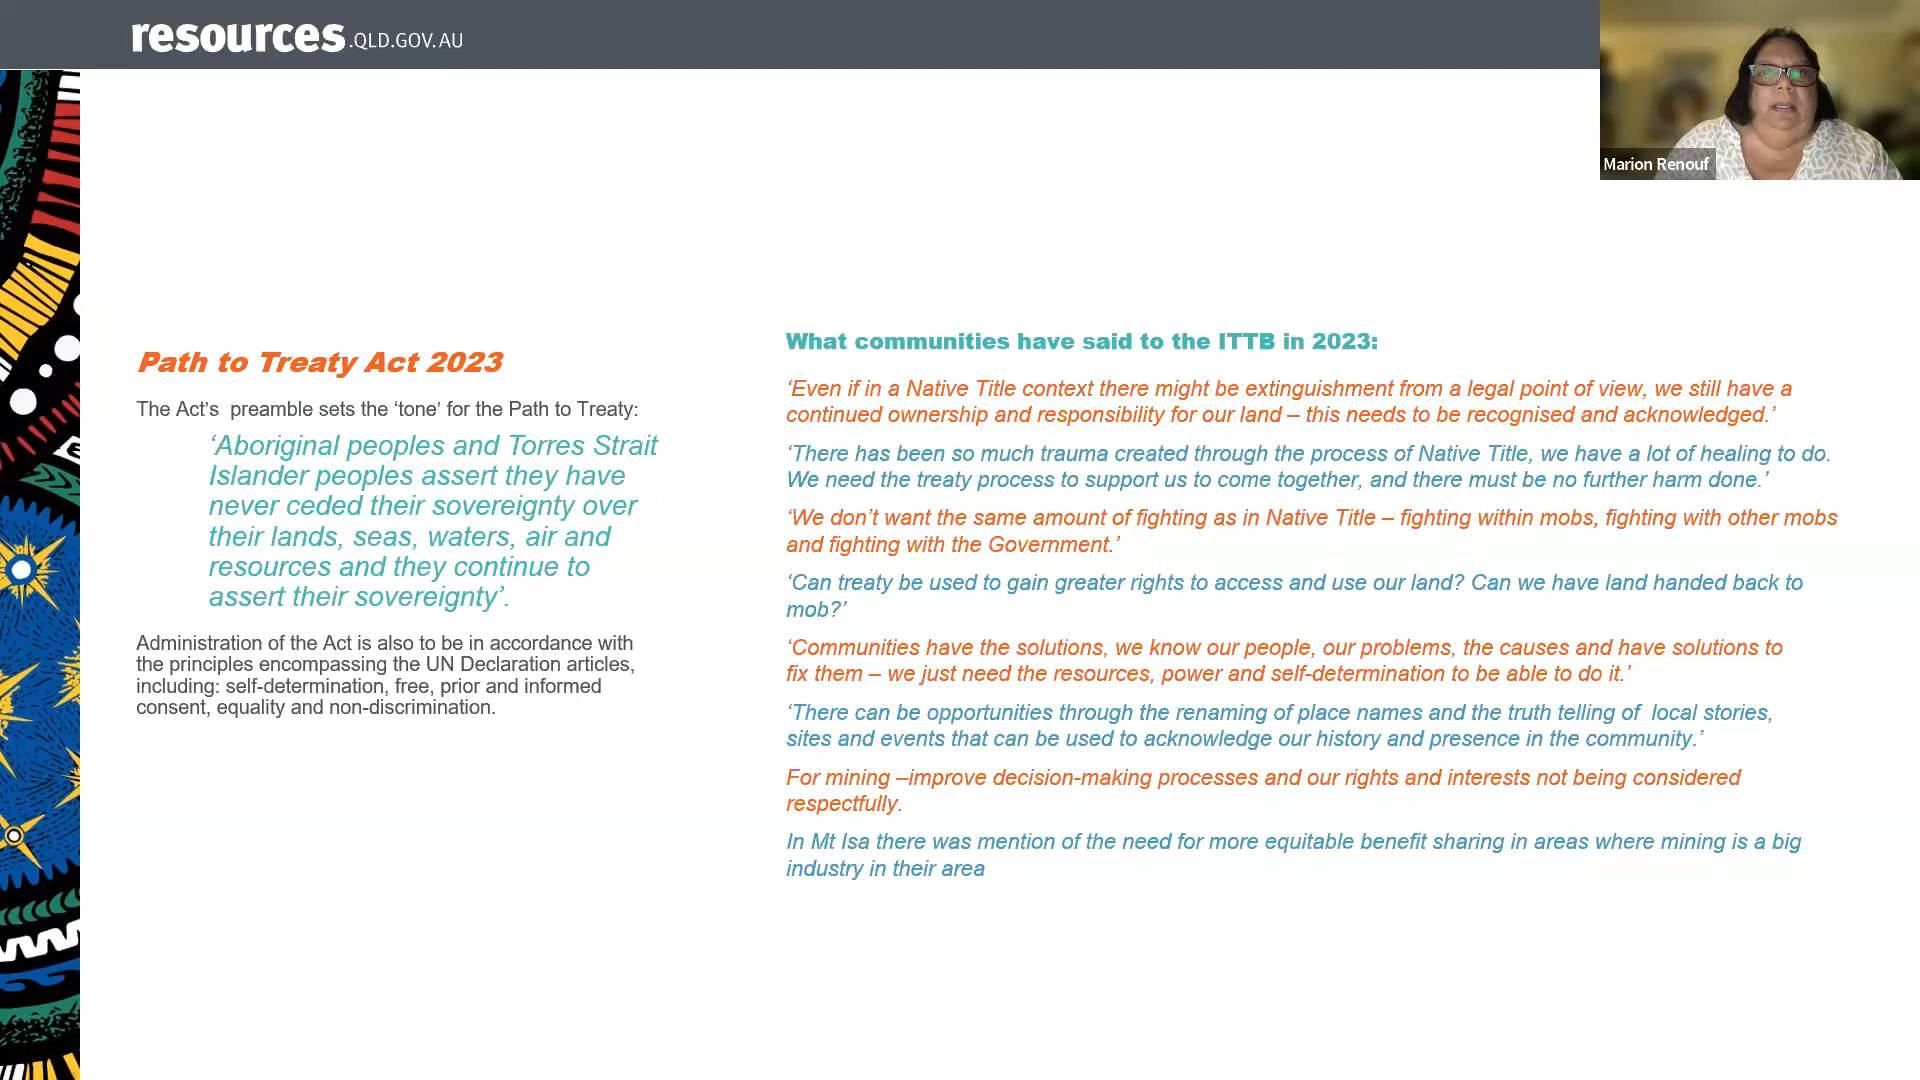 resources.QLD.GOV.AU
Marion Renouf
Path to Treaty Act 2023
The Act's  preamble sets the ‘tone’ for the Path to Treaty:
‘Aboriginal peoples and Torres Strait
Islander peoples assert they have
never ceded their sovereignty over
their lands, seas, waters, air and
resources and they continue to
assert their sovereignty’.
Administration of the Act is also to be in accordance with
the principles encompassing the UN Declaration articles,
including: self-determination, free, prior and informed
consent, equality and non-discrimination.
What communities have said to the ITTB in 2023:
‘Even if in a Native Title context there might be extinguishment from a legal point of view, we still have a
continued ownership and responsibility for our land – this needs to be recognised and acknowledged.’
‘There has been so much trauma created through the process of Native Title, we have a lot of healing to do.
We need the treaty process to support us to come together, and there must be no further harm done.’
‘We don’t want the same amount of fighting as in Native Title – fighting within mobs, fighting with other mobs
and fighting with the Government.’
‘Can treaty be used to gain greater rights to access and use our land? Can we have land handed back to
mob?’
‘Communities have the solutions, we know our people, our problems, the causes and have solutions to
fix them – we just need the resources, power and self-determination to be able to do it.’
‘There can be opportunities through the renaming of place names and the truth telling of  local stories,
sites and events that can be used to acknowledge our history and presence in the community.’
For mining –improve decision-making processes and our rights and interests not being considered
respectfully.
In Mt Isa there was mention of the need for more equitable benefit sharing in areas where mining is a big
industry in their area